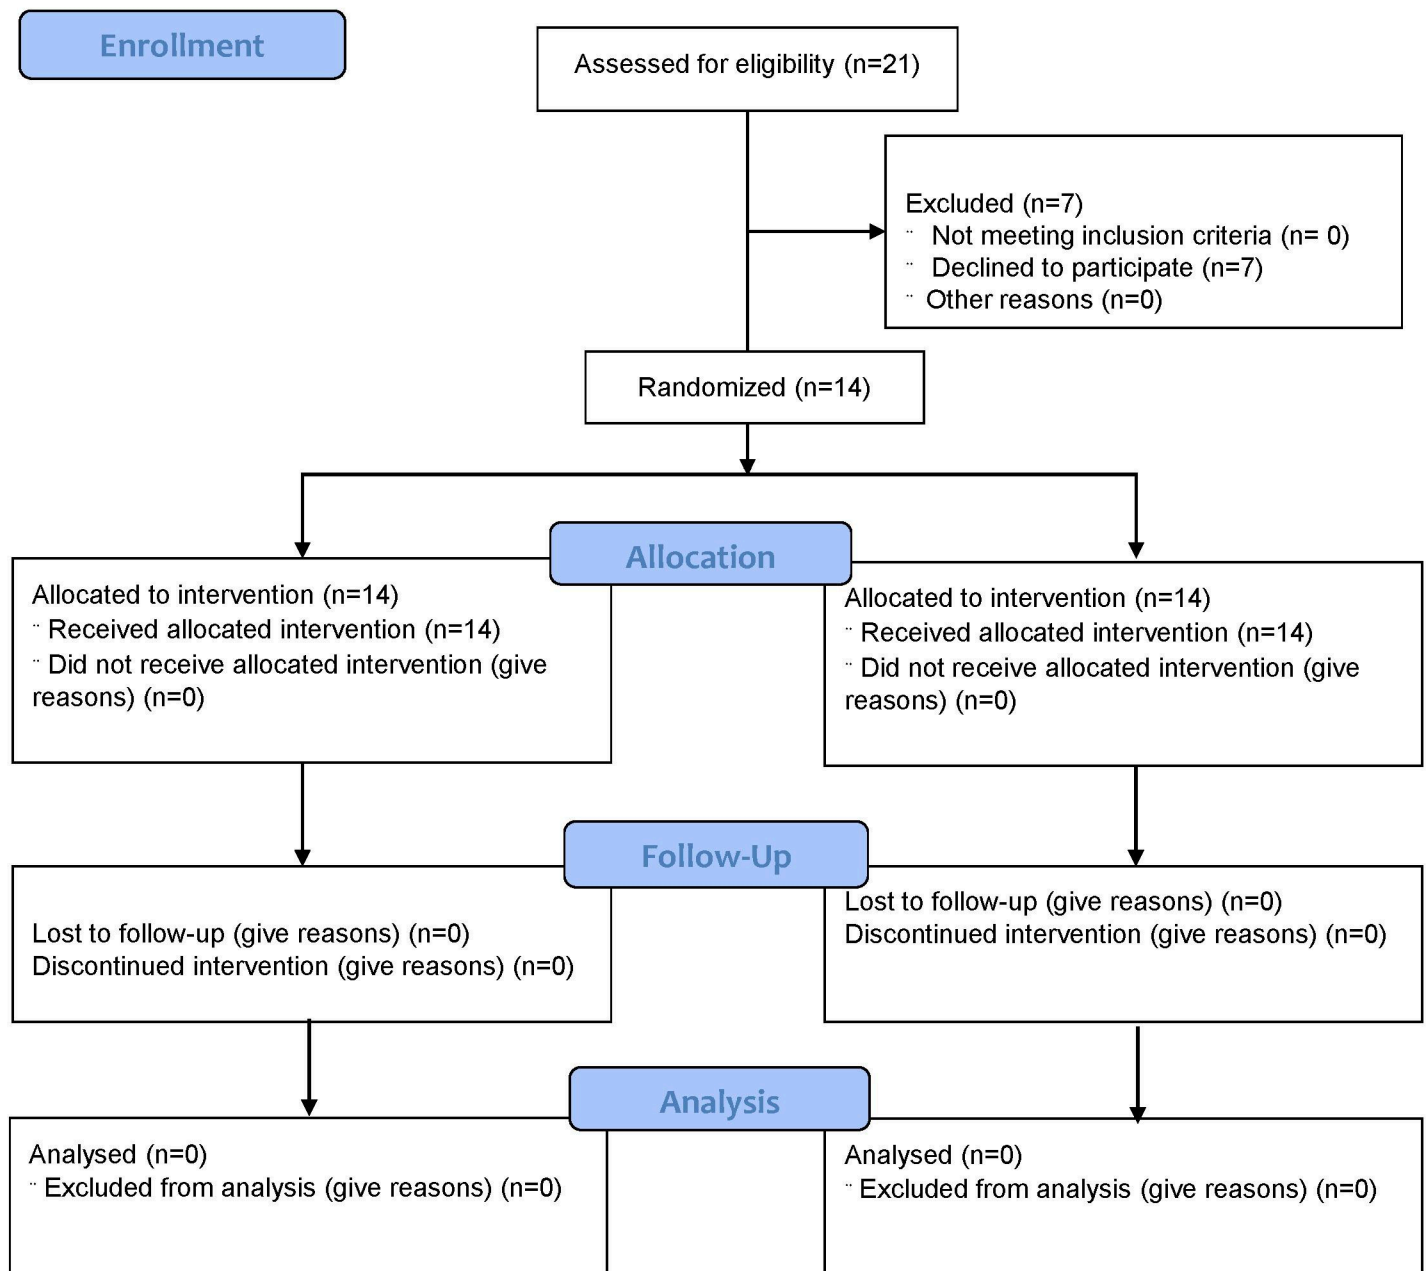 Enrollment
Assessed for eligibility (n=21)
Excluded (n=7)
¨ Not meeting inclusion criteria (n= 0)
¨ Declined to participate (n=7)
¨ Other reasons (n=0)
Randomized (n=14)
Allocation
Allocated to intervention (n=14)
¨ Received allocated intervention (n=14)
¨ Did not receive allocated intervention (give
reasons) (n=0)
Allocated to intervention (n=14)
¨ Received allocated intervention (n=14)
¨ Did not receive allocated intervention (give
reasons) (n=0)
Follow-Up
Lost to follow-up (give reasons) (n=0)
Discontinued intervention (give reasons) (n=0)
Lost to follow-up (give reasons) (n=0)
Discontinued intervention (give reasons) (n=0)
Analysis
Analysed (n=0)
¨ Excluded from analysis (give reasons) (n=0)
Analysed (n=0)
¨ Excluded from analysis (give reasons) (n=0)